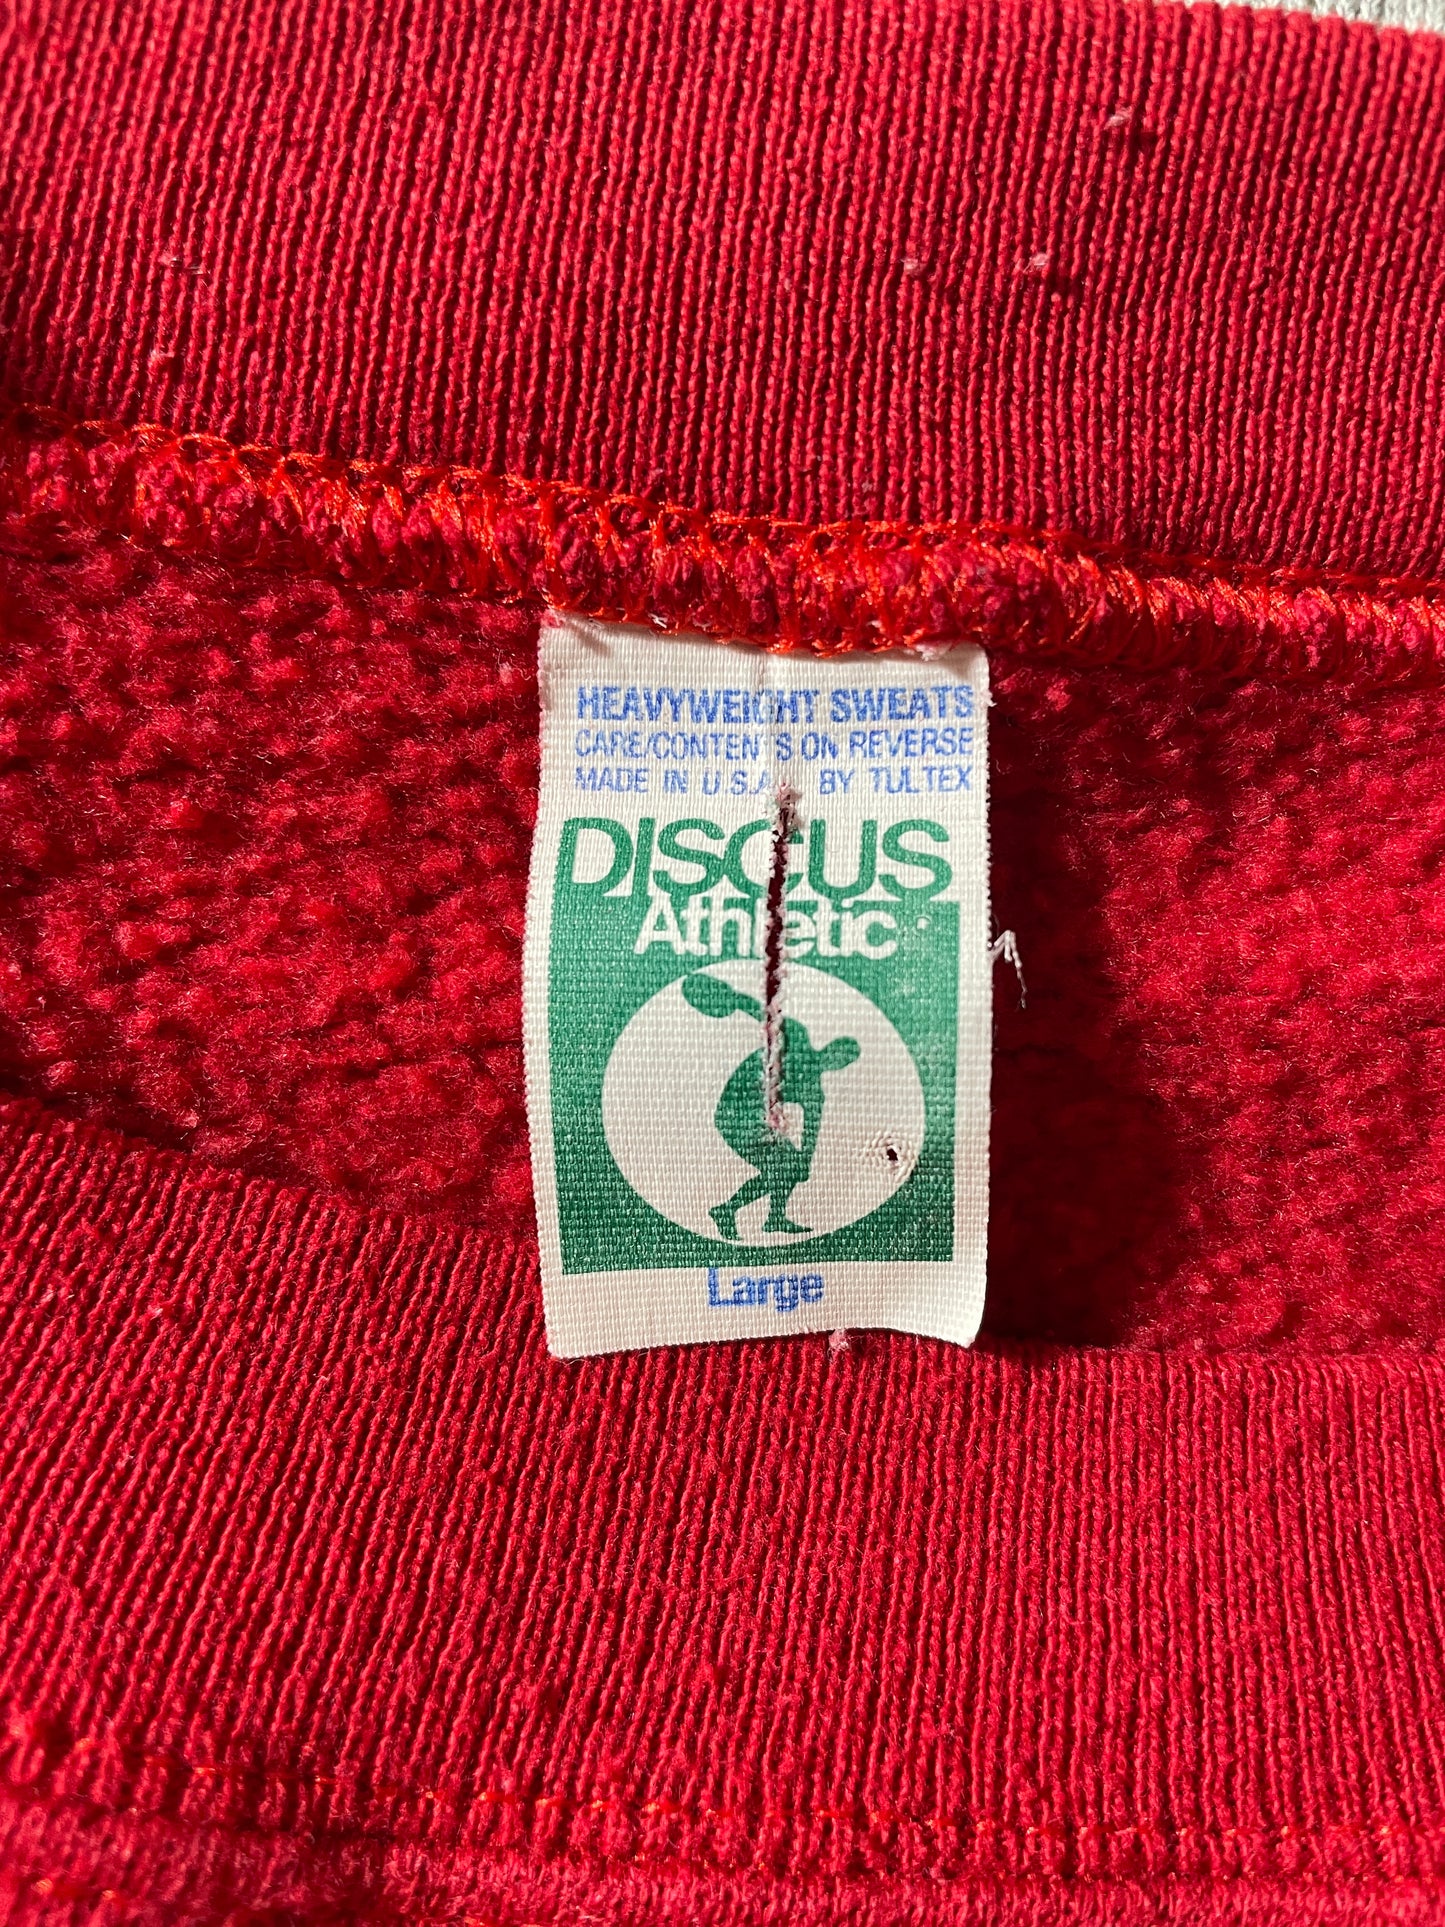 HEAVYWEIGHT SWEATS
CARE/CONTENTS ON REVERSE
MADE IN U.S.A. BY TULTEX
DISCUS
Athletic
Large